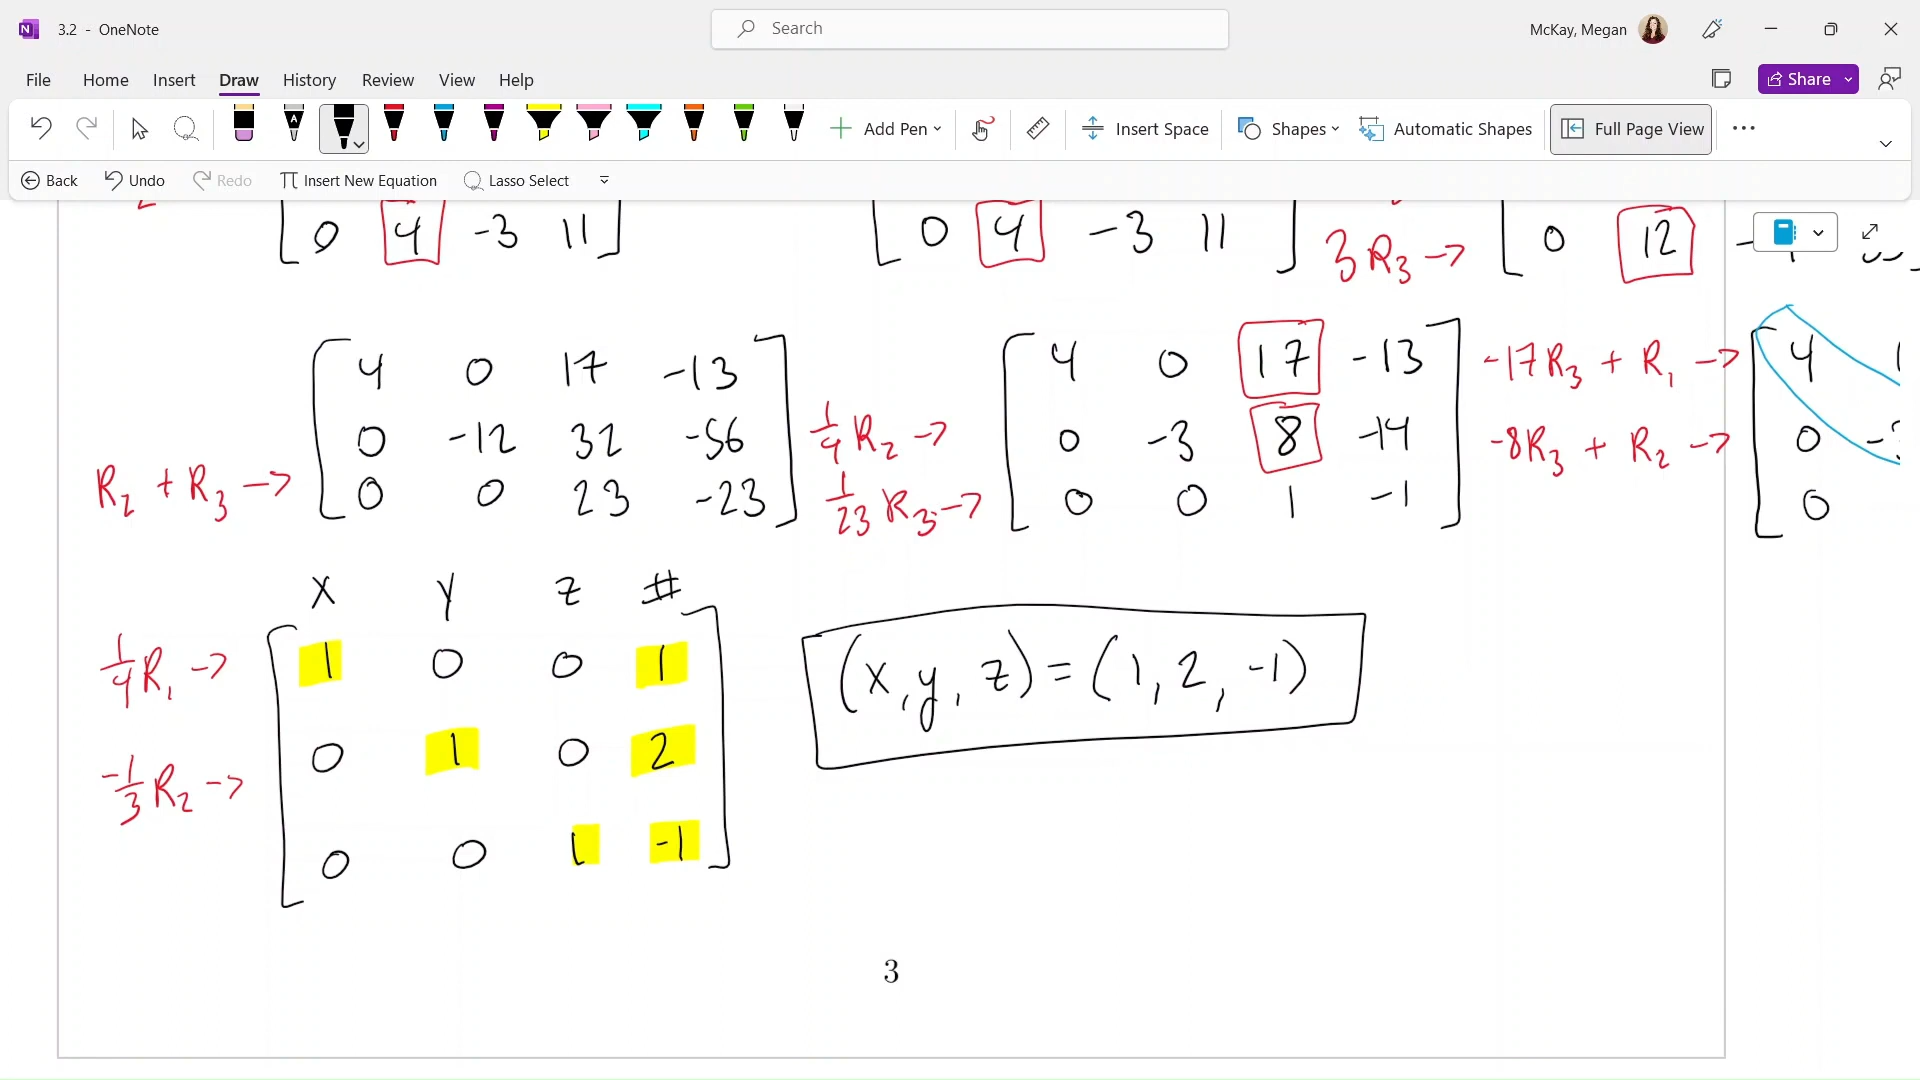 3.2 - OneNote
Search
McKay, Megan
File Home Insert Draw History Review View Help
Share
Add Pen
Insert Space
Shapes
Automatic Shapes
Full Page View
Back Undo Redo Insert New Equation Lasso Select
0 4 -3 11
0 4 -3 11
3R₃ →
0 12
4 0 17 -13
0 -12 32 -56
R₂ + R₃ →
0 0 23 -23
1/4 R₂ →
1/23 R₃ →
4 0 17 -13
0 -3 8 -14
0 0 1 -1
-17R₃ + R₁ →
-8R₃ + R₂ →
4
0
0
x y z #
1/4 R₁ →
1 0 0 1
-1/3 R₂ →
0 1 0 2
0 0 1 -1
(x, y, z) = (1, 2, -1)
3